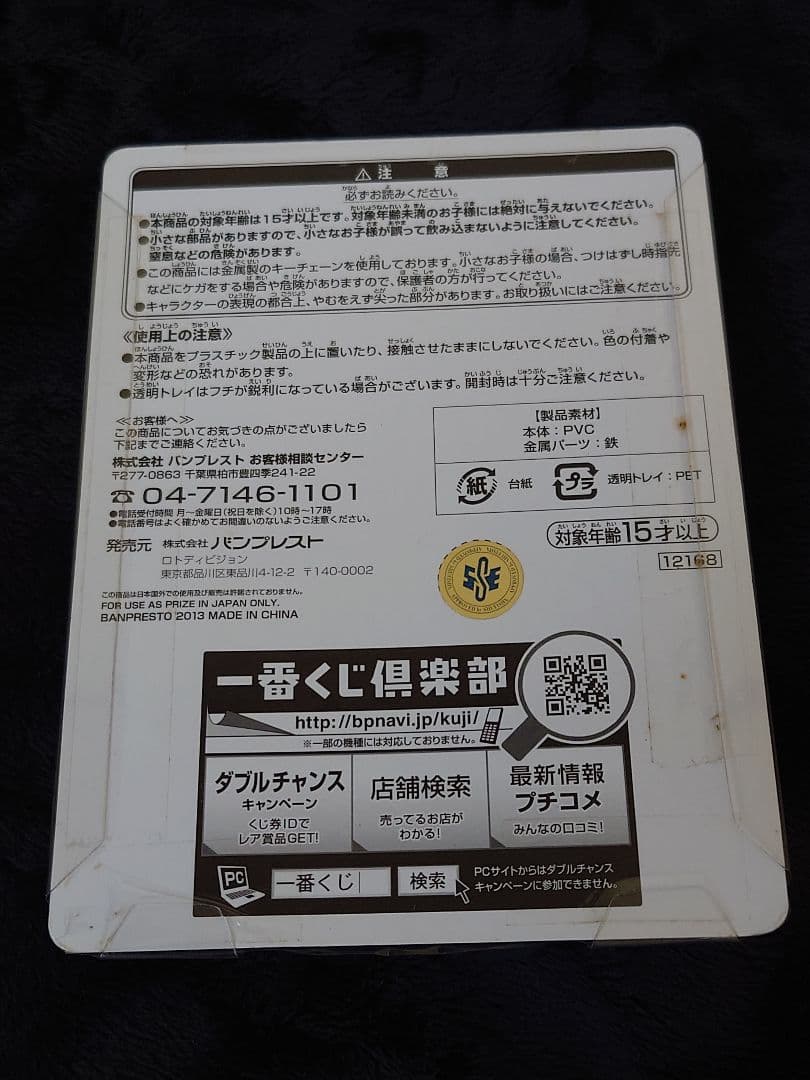 ⚠注意
必ずお読みください。
●本商品の対象年齢は15才以上です。対象年齢未満のお子様には絶対に与えないでください。
●小さな部品がありますので、小さなお子様が誤って飲み込まないように注意してください。
窒息などの危険があります。
●この商品には金属製のキーチェーンを使用しております。小さなお子様の場合、つけはずし時指先
などにケガをする場合や危険がありますので、保護者の方が行ってください。
●キャラクターの表現の都合上、やむをえず尖った部分があります。お取り扱いにはご注意ください。
《使用上の注意》
●本商品をプラスチック製品の上に置いたり、接触させたままにしないでください。色の付着や
変形などの恐れがあります。
●透明トレイはフチが鋭利になっている場合がございます。開封時は十分ご注意ください。
≪お客様へ≫
この商品についてお気づきの点がございましたら
下記までご連絡ください。
株式会社 バンプレスト お客様相談センター
〒277-0863 千葉県柏市豊四季241-22
☎04-7146-1101
●電話受付時間 月〜金曜日(祝日を除く)10時〜17時
●電話番号はよく確かめてお間違いのないようご注意ください。
【製品素材】
本体:PVC
金属パーツ:鉄
紙 台紙 プラ 透明トレイ:PET
対象年齢15才以上
12168
発売元 株式会社バンプレスト
ロトディビジョン
東京都品川区東品川4-12-2 〒140-0002
この商品は日本国外での使用及び販売は許諾されておりません。
FOR USE AS PRIZE IN JAPAN ONLY.
BANPRESTO 2013 MADE IN CHINA
一番くじ倶楽部
http://bpnavi.jp/kuji/
※一部の機種には対応しておりません。
ダブルチャンス
キャンペーン
くじ券IDで
レア賞品GET!
店舗検索
売ってるお店が
わかる!
最新情報
プチコメ
みんなの口コミ!
PC 一番くじ 検索
PCサイトからはダブルチャンス
キャンペーンに参加できません。